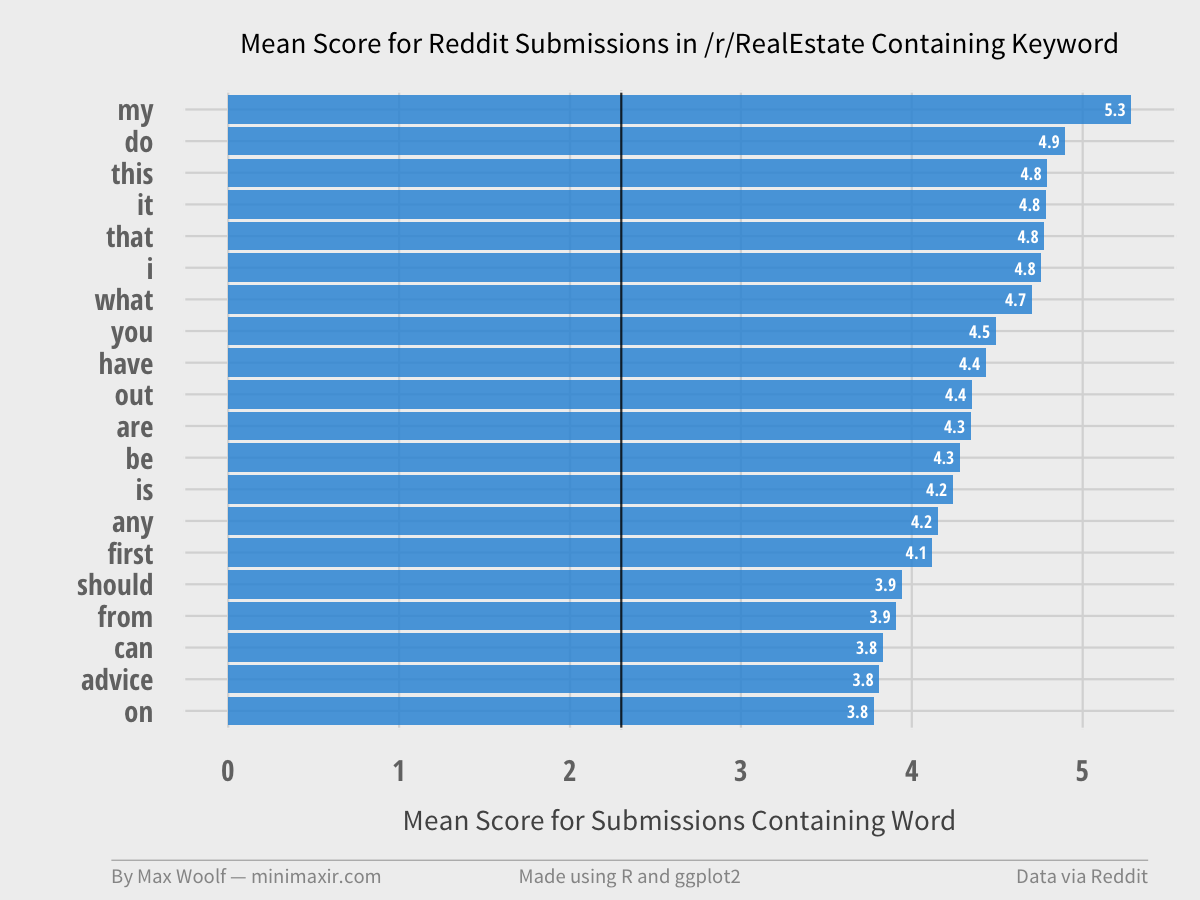 Mean Score for Reddit Submissions in /r/RealEstate Containing Keyword
my 5.3
do 4.9
this 4.8
it 4.8
that 4.8
i 4.8
what 4.7
you 4.5
have 4.4
out 4.4
are 4.3
be 4.3
is 4.2
any 4.2
first 4.1
should 3.9
from 3.9
can 3.8
advice 3.8
on 3.8
0 1 2 3 4 5
Mean Score for Submissions Containing Word
By Max Woolf — minimaxir.com Made using R and ggplot2 Data via Reddit